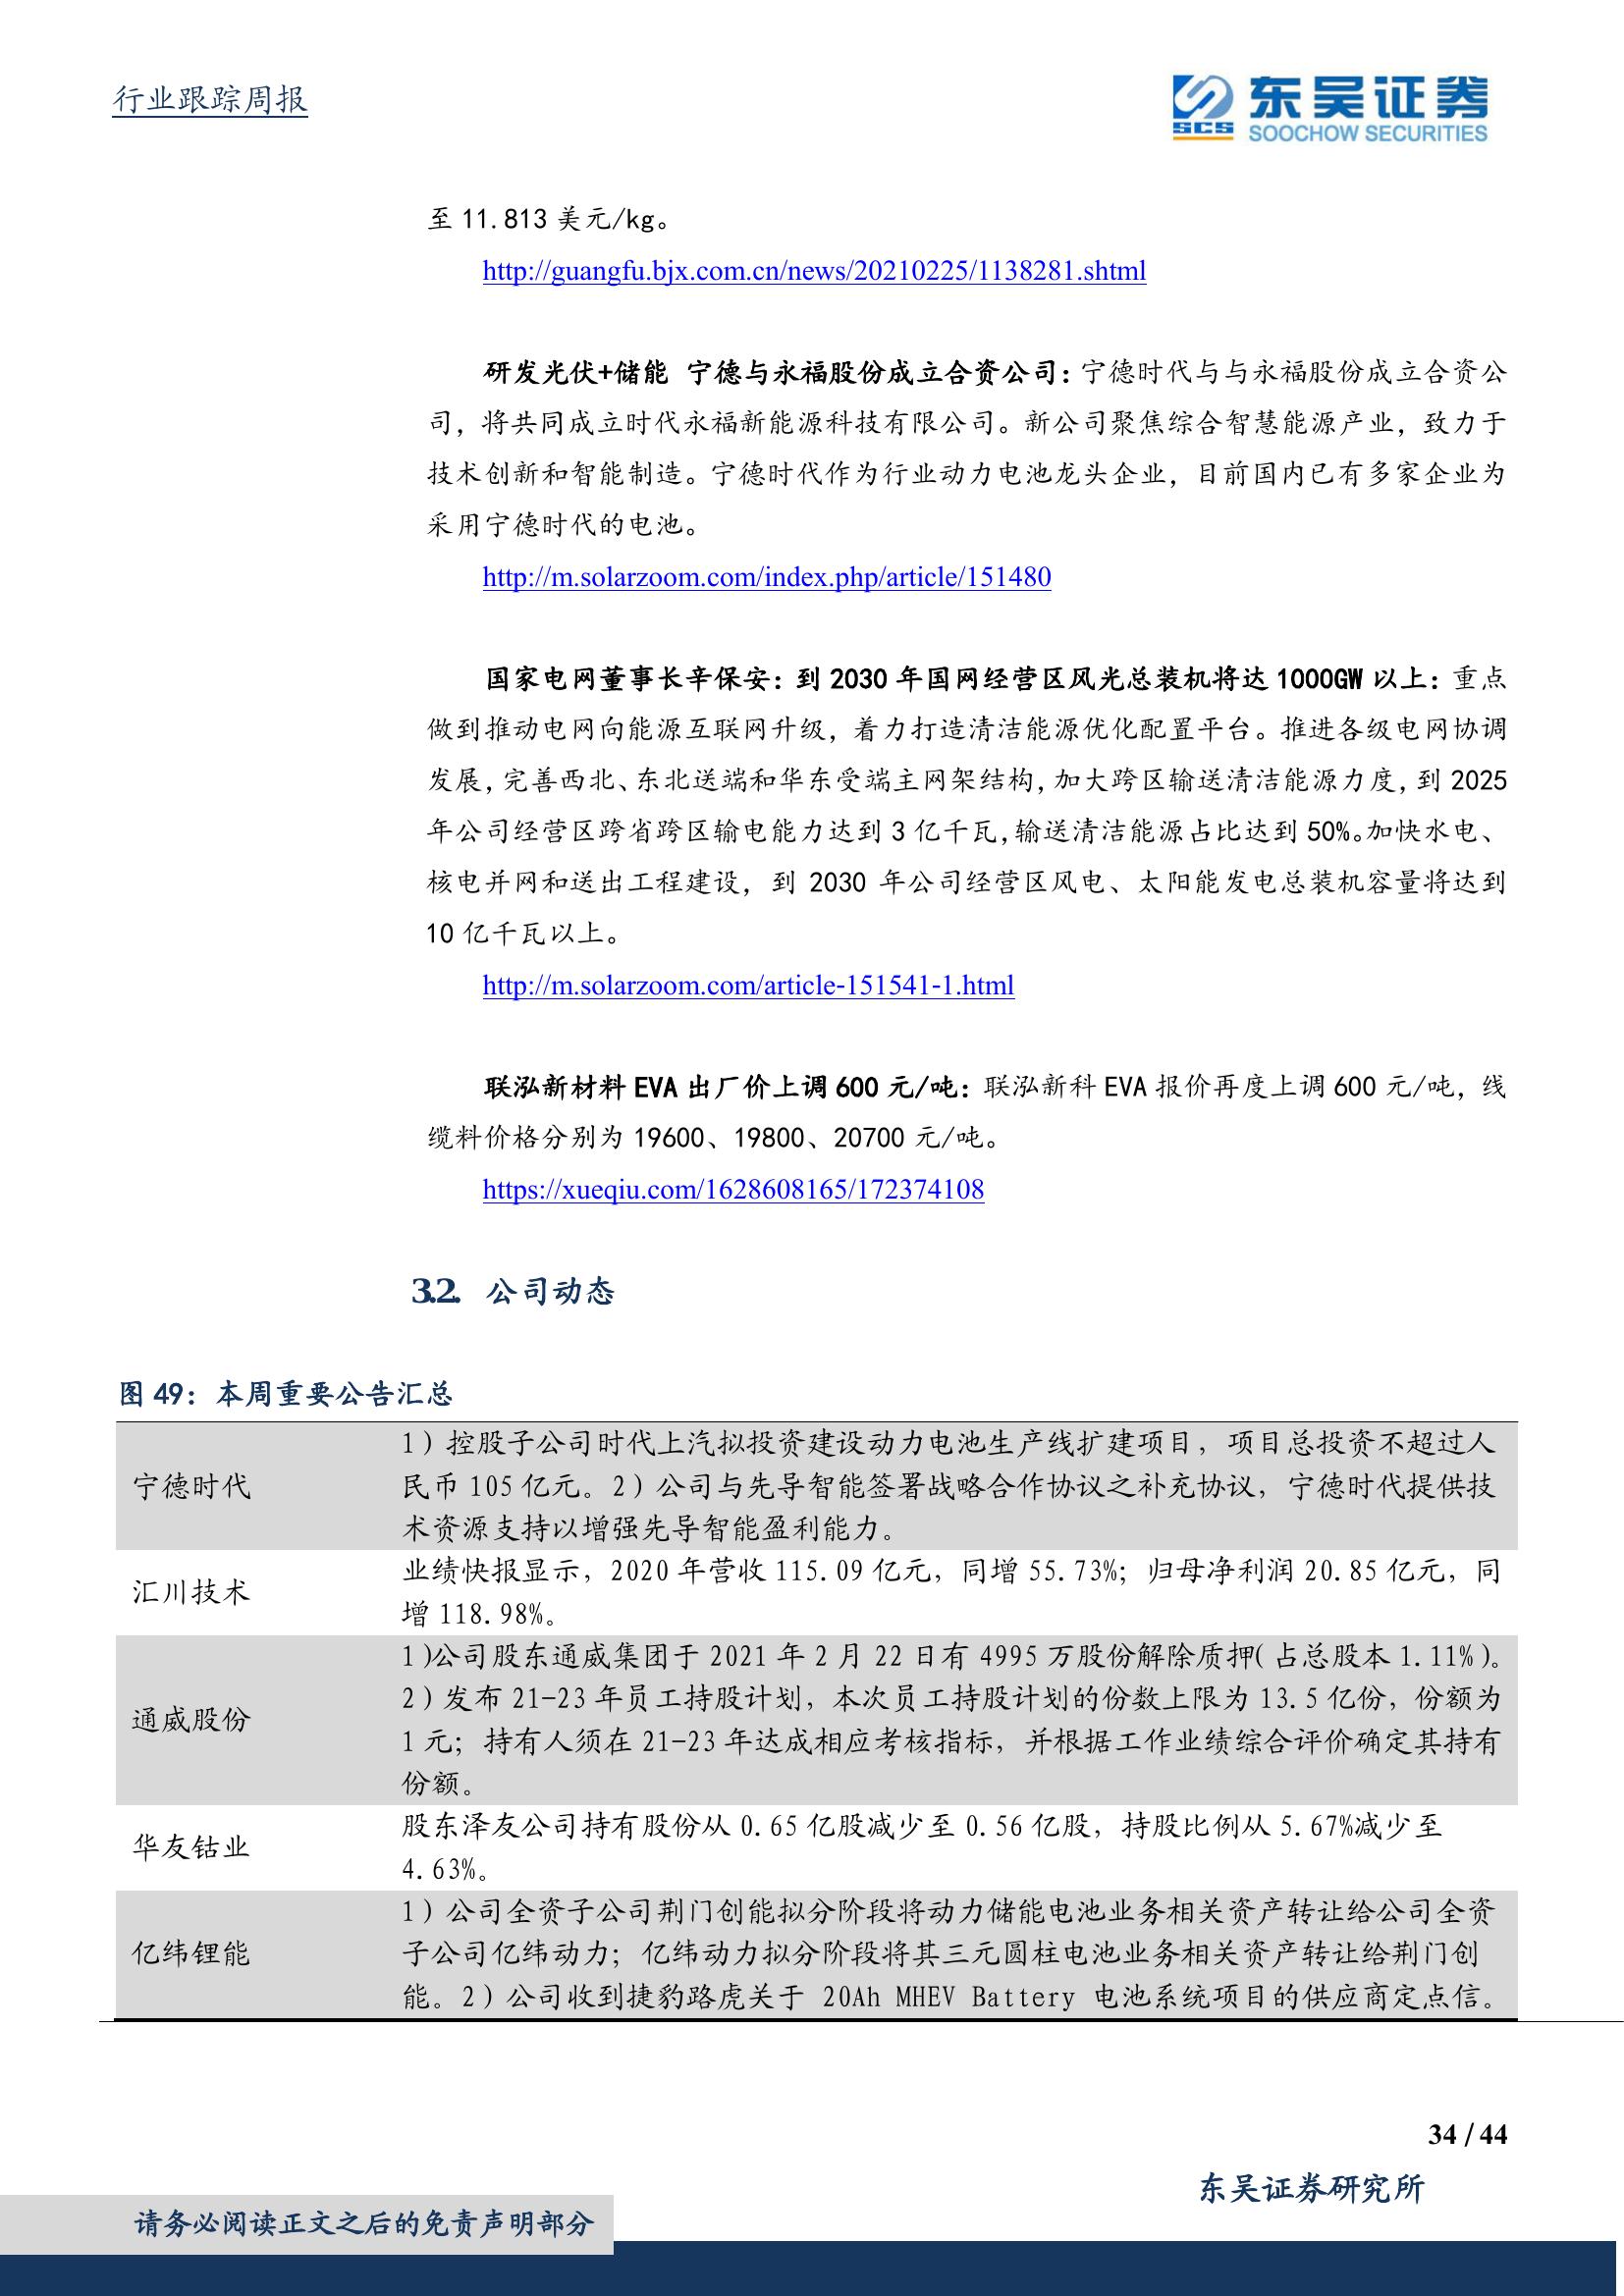 行业跟踪周报
东吴证券
SCS
SOOCHOW SECURITIES
至 11.813 美元/kg。
http://guangfu.bjx.com.cn/news/20210225/1138281.shtml
研发光伏+储能 宁德与永福股份成立合资公司：宁德时代与与永福股份成立合资公
司，将共同成立时代永福新能源科技有限公司。新公司聚焦综合智慧能源产业，致力于
技术创新和智能制造。宁德时代作为行业动力电池龙头企业，目前国内已有多家企业为
采用宁德时代的电池。
http://m.solarzoom.com/index.php/article/151480
国家电网董事长辛保安：到 2030 年国网经营区风光总装机将达 1000GW 以上：重点
做到推动电网向能源互联网升级，着力打造清洁能源优化配置平台。推进各级电网协调
发展，完善西北、东北送端和华东受端主网架结构，加大跨区输送清洁能源力度，到 2025
年公司经营区跨省跨区输电能力达到 3 亿千瓦，输送清洁能源占比达到 50%。加快水电、
核电并网和送出工程建设，到 2030 年公司经营区风电、太阳能发电总装机容量将达到
10 亿千瓦以上。
http://m.solarzoom.com/article-151541-1.html
联泓新材料 EVA 出厂价上调 600 元/吨：联泓新科 EVA 报价再度上调 600 元/吨，线
缆料价格分别为 19600、19800、20700 元/吨。
https://xueqiu.com/1628608165/172374108
3.2. 公司动态
图 49：本周重要公告汇总
宁德时代
1）控股子公司时代上汽拟投资建设动力电池生产线扩建项目，项目总投资不超过人
民币 105 亿元。2）公司与先导智能签署战略合作协议之补充协议，宁德时代提供技
术资源支持以增强先导智能盈利能力。
汇川技术
业绩快报显示，2020 年营收 115.09 亿元，同增 55.73%；归母净利润 20.85 亿元，同
增 118.98%。
通威股份
1)公司股东通威集团于 2021 年 2 月 22 日有 4995 万股份解除质押(占总股本 1.11%)。
2）发布 21-23 年员工持股计划，本次员工持股计划的份数上限为 13.5 亿份，份额为
1 元；持有人须在 21-23 年达成相应考核指标，并根据工作业绩综合评价确定其持有
份额。
华友钴业
股东泽友公司持有股份从 0.65 亿股减少至 0.56 亿股，持股比例从 5.67%减少至
4.63%。
亿纬锂能
1）公司全资子公司荆门创能拟分阶段将动力储能电池业务相关资产转让给公司全资
子公司亿纬动力；亿纬动力拟分阶段将其三元圆柱电池业务相关资产转让给荆门创
能。2）公司收到捷豹路虎关于 20Ah MHEV Battery 电池系统项目的供应商定点信。
34 / 44
东吴证券研究所
请务必阅读正文之后的免责声明部分